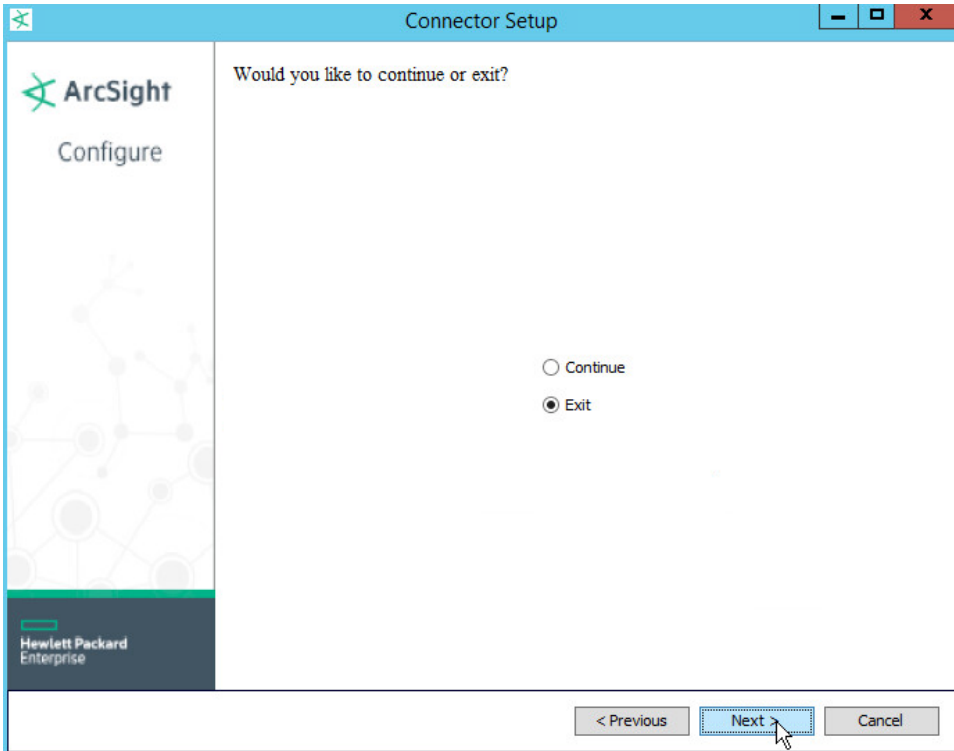 Connector Setup
X
ArcSight
Configure
Would you like to continue or exit?
Continue
Exit
Hewlett Packard
Enterprise
< Previous
Next >
Cancel